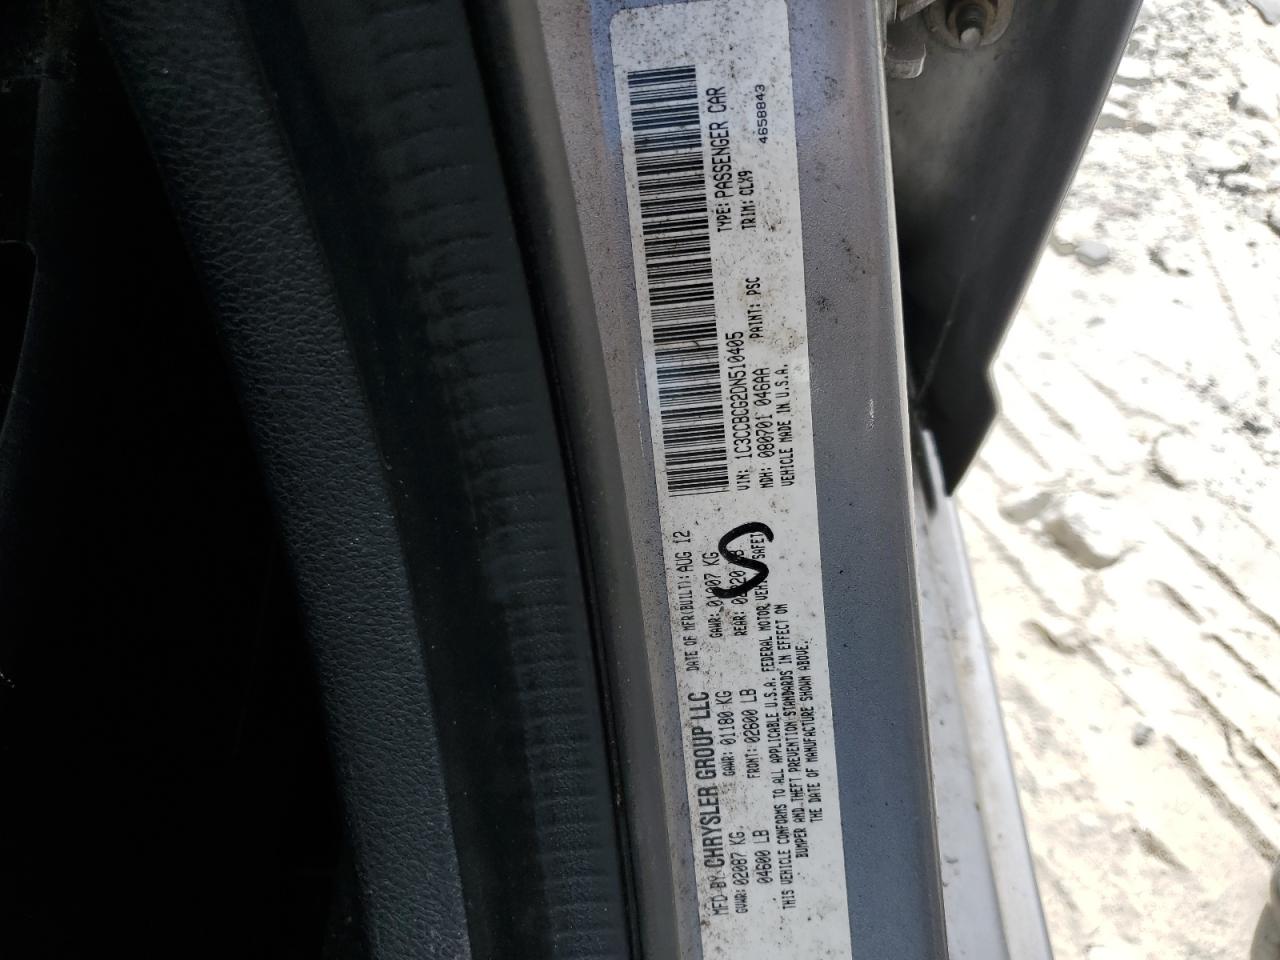 MFD BY CHRYSLER GROUP LLC DATE OF MFR(BUILT): AUG 12
GVWR: 02087 KG GAWR: 01180 KG GAWR: KG
04600 LB FRONT: 02600 LB REAR:
THIS VEHICLE CONFORMS TO ALL APPLICABLE U.S.A. FEDERAL MOTOR SAFETY
BUMPER AND THEFT PREVENTION STANDARDS IN EFFECT ON
THE DATE OF MANUFACTURE SHOWN ABOVE.
VIN: 1C3CCBCG2DN510405 TYPE: PASSENGER CAR
MDH: 080701 046AA PAINT: PSC TRIM: CLX9
VEHICLE MADE IN U.S.A. 4658843